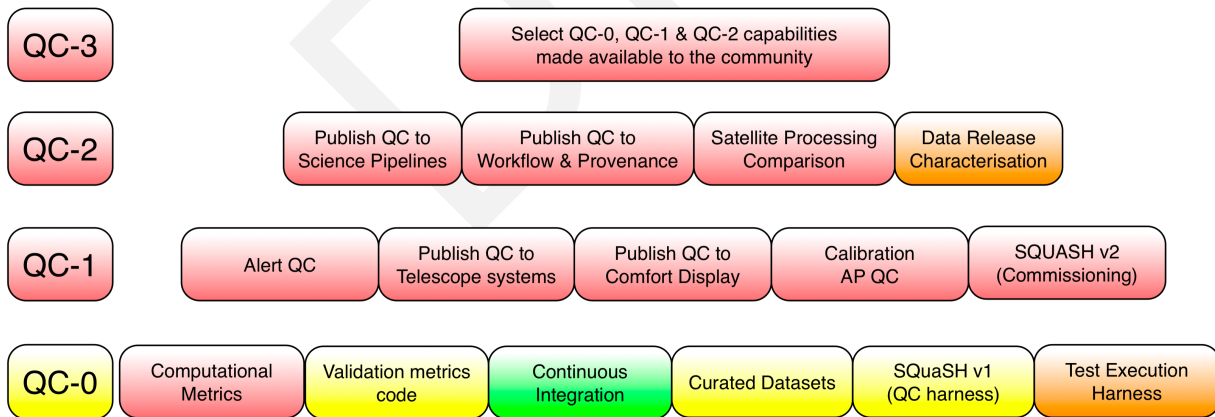 QC-3
Select QC-0, QC-1 & QC-2 capabilities
made available to the community
QC-2
Publish QC to
Science Pipelines
Publish QC to
Workflow & Provenance
Satellite Processing
Comparison
Data Release
Characterisation
QC-1
Alert QC
Publish QC to
Telescope systems
Publish QC to
Comfort Display
Calibration
AP QC
SQUASH v2
(Commissioning)
QC-0
Computational
Metrics
Validation metrics
code
Continuous
Integration
Curated Datasets
SQuaSH v1
(QC harness)
Test Execution
Harness